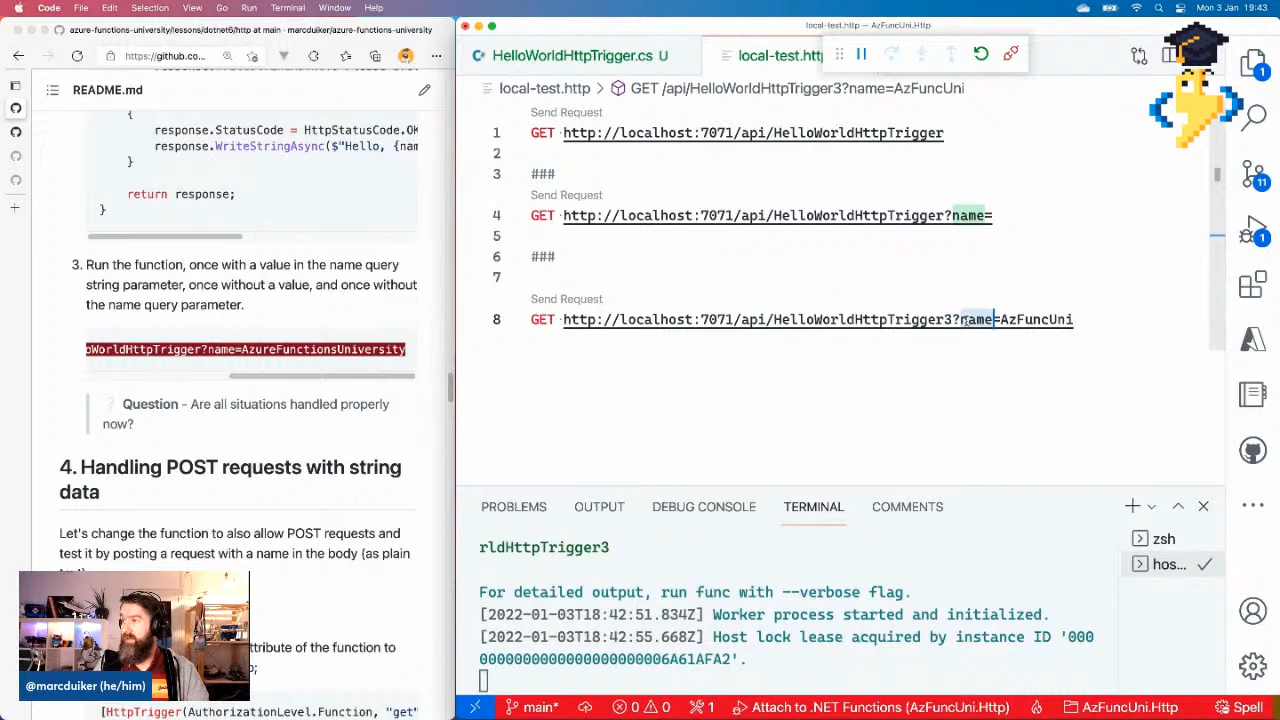 Code File Edit Selection View Go Run Terminal Window Help
Mon 3 Jan 19:43
azure-functions-university/lessons/dotnet6/http at main · marcduiker/azure-functions-university
https://github.co...
README.md
{
response.StatusCode = HttpStatusCode.OK
response.WriteStringAsync($"Hello, {nam
}
return response;
}
3. Run the function, once with a value in the name query
string parameter, once without a value, and once without
the name query parameter.
oWorldHttpTrigger?name=AzureFunctionsUniversity
❔ Question - Are all situations handled properly
now?
4. Handling POST requests with string
data
Let's change the function to also allow POST requests and
test it by posting a request with a name in the body (as plain
attribute of the function to
[HttpTrigger(AuthorizationLevel.Function, "get"
@marcduiker (he/him)
local-test.http — AzFuncUni.Http
HelloWorldHttpTrigger.cs U
local-test.http
local-test.http > GET /api/HelloWorldHttpTrigger3?name=AzFuncUni
Send Request
1 GET http://localhost:7071/api/HelloWorldHttpTrigger
2
3 ###
Send Request
4 GET http://localhost:7071/api/HelloWorldHttpTrigger?name=
5
6 ###
7
Send Request
8 GET http://localhost:7071/api/HelloWorldHttpTrigger3?name=AzFuncUni
PROBLEMS OUTPUT DEBUG CONSOLE TERMINAL COMMENTS
rldHttpTrigger3
For detailed output, run func with --verbose flag.
[2022-01-03T18:42:51.834Z] Worker process started and initialized.
[2022-01-03T18:42:55.668Z] Host lock lease acquired by instance ID '000
0000000000000000000006A61AFA2'.
zsh
hos...
1
11
1
main* 0 0 1 Attach to .NET Functions (AzFuncUni.Http) AzFuncUni.Http Spell